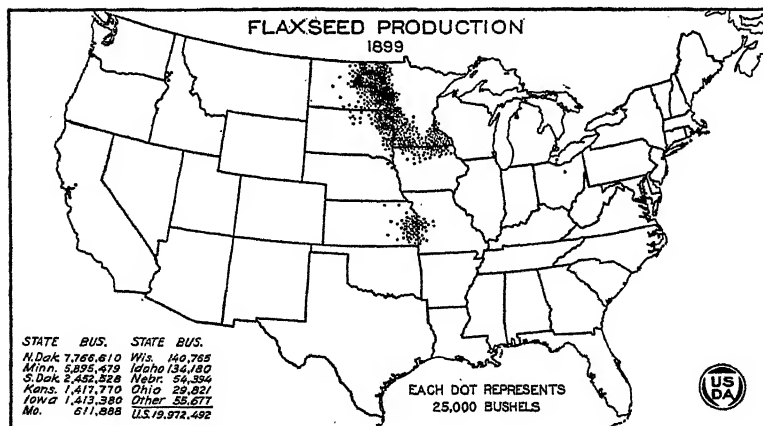 FLAXSEED PRODUCTION
1899
STATE BUS. STATE BUS.
N.Dak. 7,766,610 Wis. 140,765
Minn. 5,895,479 Idaho 134,180
S.Dak. 2,452,528 Nebr. 54,394
Kans. 1,417,770 Ohio 29,821
Iowa 1,413,380 Other 55,677
Mo. 611,888 U.S. 19,972,492
EACH DOT REPRESENTS
25,000 BUSHELS
US
DA